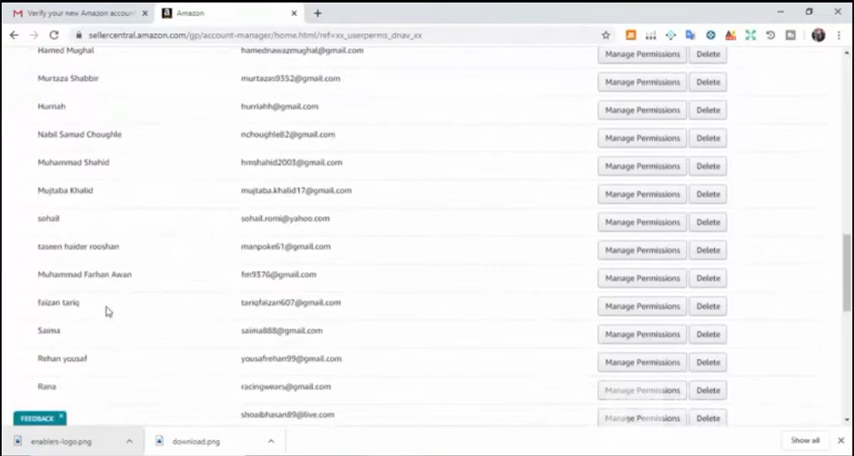 Verify your new Amazon accoun
Amazon
sellercentral.amazon.com/gp/account-manager/home.html/ref=xx_userperms_dnav_xx
Hamed Mughal hamednawazmughal@gmail.com Manage Permissions Delete
Murtaza Shabbir murtazas9352@gmail.com Manage Permissions Delete
Hurriah hurriahh@gmail.com Manage Permissions Delete
Nabil Samad Choughle nchoughle82@gmail.com Manage Permissions Delete
Muhammad Shahid hmshahid2003@gmail.com Manage Permissions Delete
Mujtaba Khalid mujtaba.khalid17@gmail.com Manage Permissions Delete
sohail sohail.romi@yahoo.com Manage Permissions Delete
taseen haider rooshan manpoke61@gmail.com Manage Permissions Delete
Muhammad Farhan Awan fm9376@gmail.com Manage Permissions Delete
faizan tariq tariqfaizan607@gmail.com Manage Permissions Delete
Saima saima888@gmail.com Manage Permissions Delete
Rehan yousaf yousafrehan99@gmail.com Manage Permissions Delete
Rana racingwears@gmail.com Manage Permissions Delete
shoaibhasan89@live.com Manage Permissions Delete
FEEDBACK
enablers-logo.png download.png Show all